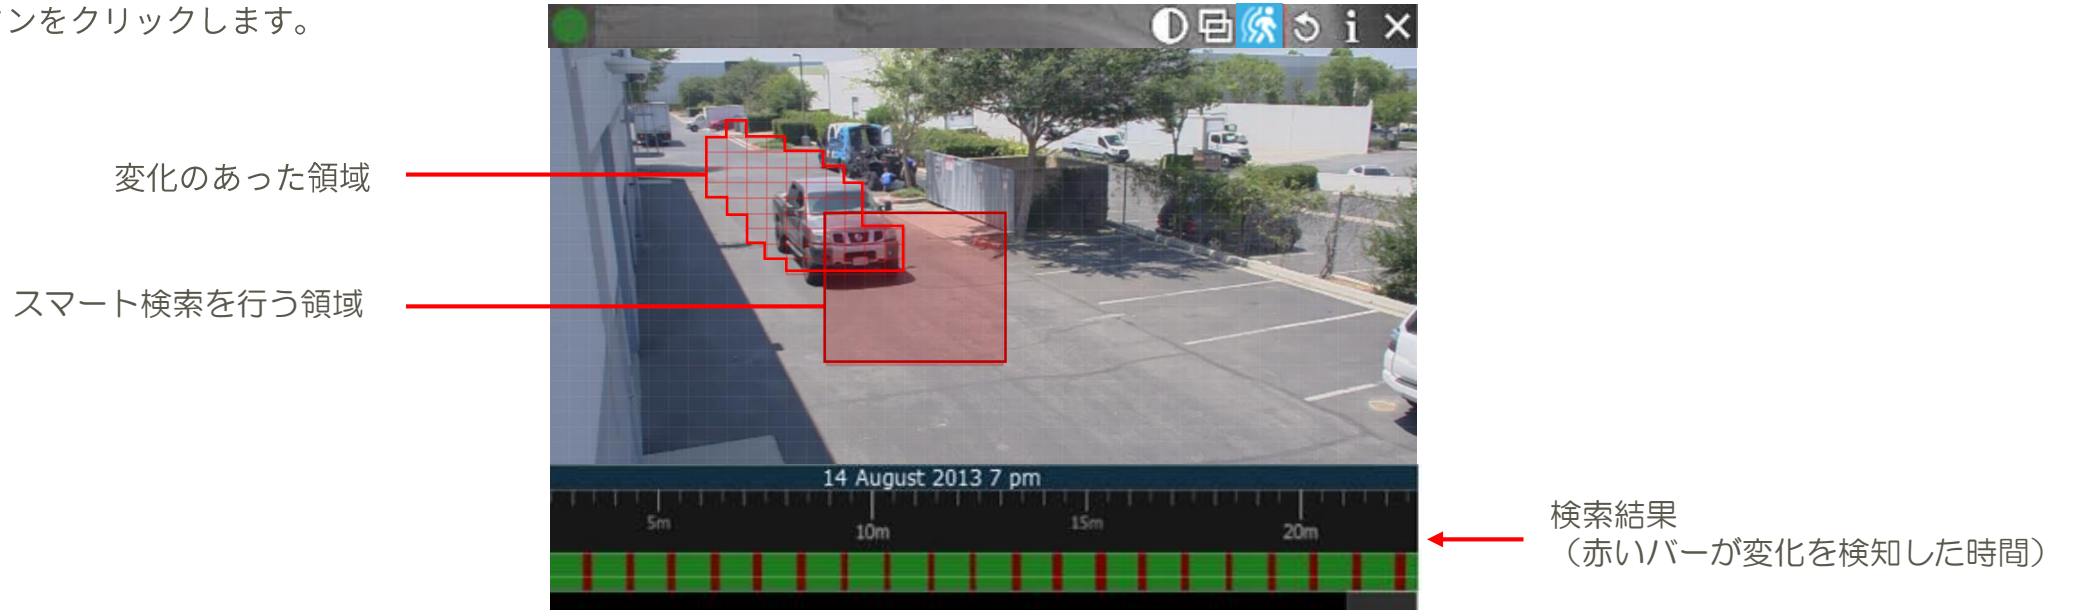 ンをクリックします。
変化のあった領域
スマート検索を行う領域
14 August 2013 7 pm
5m
10m
15m
20m
検索結果
（赤いバーが変化を検知した時間）